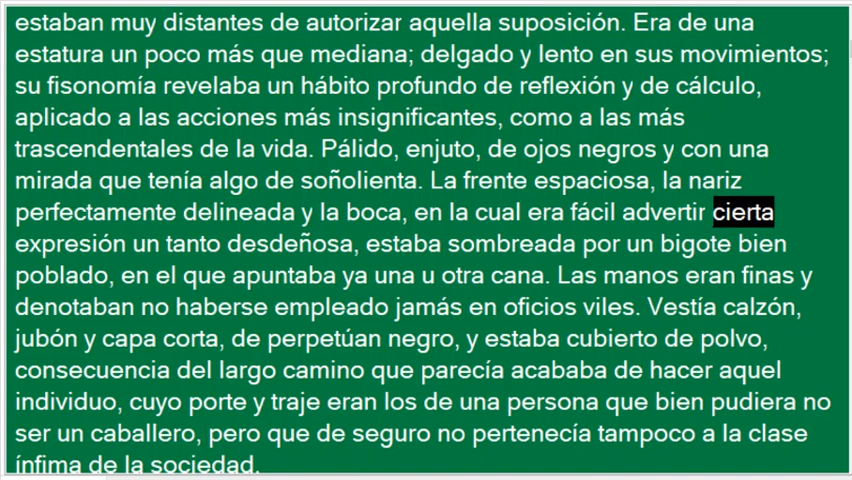 estaban muy distantes de autorizar aquella suposición. Era de una
estatura un poco más que mediana; delgado y lento en sus movimientos;
su fisonomía revelaba un hábito profundo de reflexión y de cálculo,
aplicado a las acciones más insignificantes, como a las más
trascendentales de la vida. Pálido, enjuto, de ojos negros y con una
mirada que tenía algo de soñolienta. La frente espaciosa, la nariz
perfectamente delineada y la boca, en la cual era fácil advertir cierta
expresión un tanto desdeñosa, estaba sombreada por un bigote bien
poblado, en el que apuntaba ya una u otra cana. Las manos eran finas y
denotaban no haberse empleado jamás en oficios viles. Vestía calzón,
jubón y capa corta, de perpetúan negro, y estaba cubierto de polvo,
consecuencia del largo camino que parecía acababa de hacer aquel
individuo, cuyo porte y traje eran los de una persona que bien pudiera no
ser un caballero, pero que de seguro no pertenecía tampoco a la clase
ínfima de la sociedad.